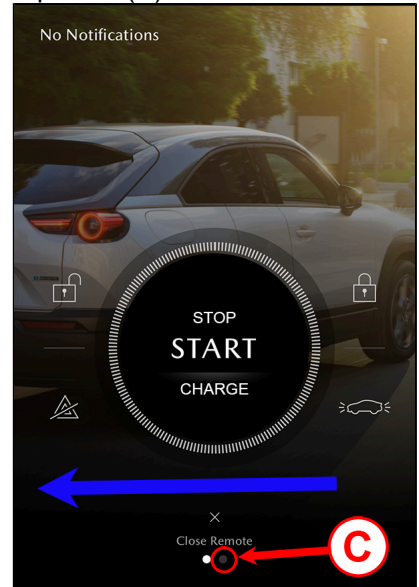 No Notifications
STOP
START
CHARGE
Close Remote
C